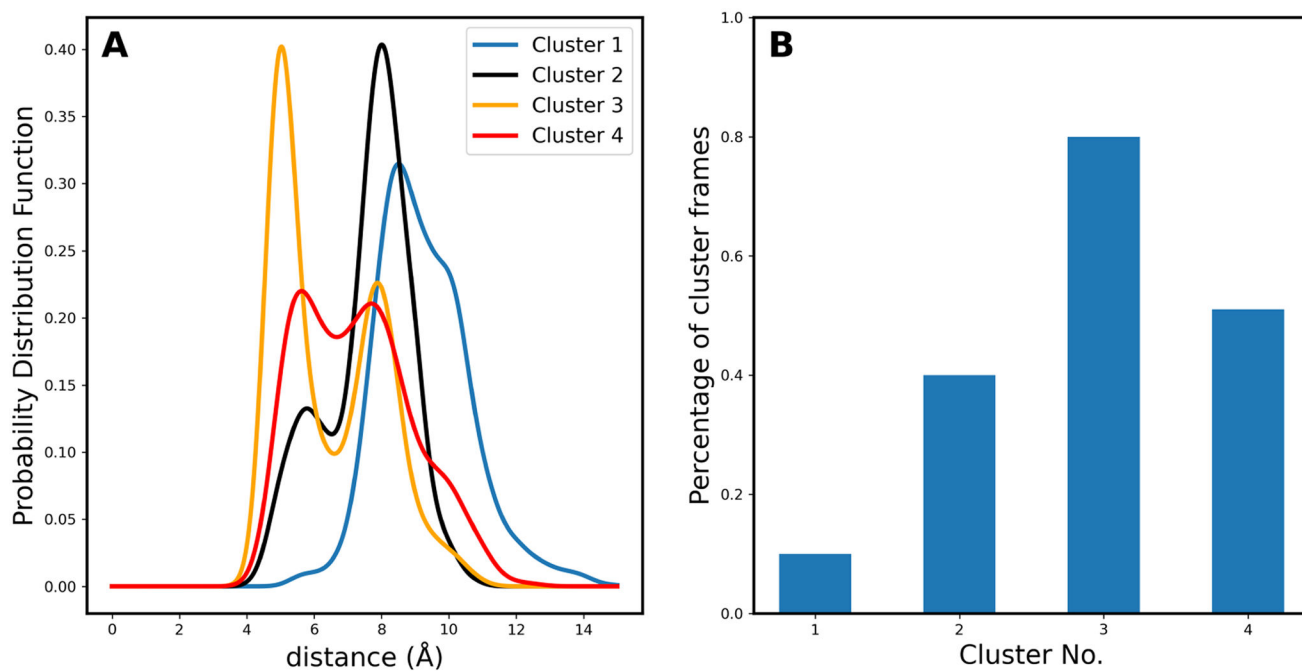 A
Cluster 1
Cluster 2
Cluster 3
Cluster 4
Probability Distribution Function
0.40
0.35
0.30
0.25
0.20
0.15
0.10
0.05
0.00
0 2 4 6 8 10 12 14
distance (Å)
B
Percentage of cluster frames
1.0
0.8
0.6
0.4
0.2
0.0
1 2 3 4
Cluster No.